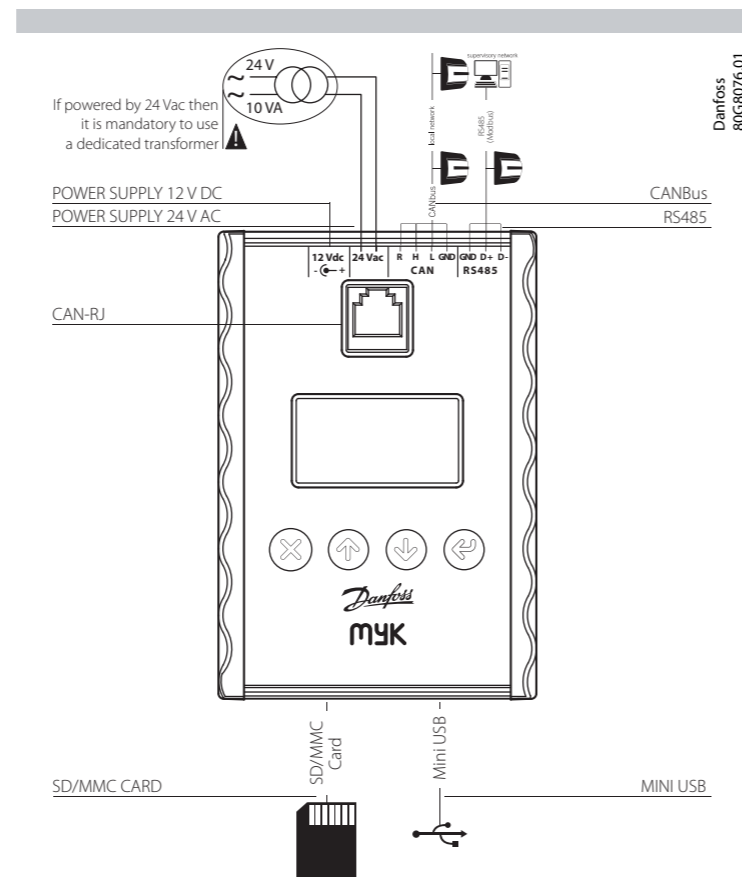 24 V
10 VA
If powered by 24 Vac then
it is mandatory to use
a dedicated transformer
supervisory network
local network
RS485
(Modbus)
CANbus
Danfoss
80G8076.01
POWER SUPPLY 12 V DC
POWER SUPPLY 24 V AC
CANBus
RS485
12 Vdc 24 Vac R H L GND GND D+ D-
- + CAN RS485
CAN-RJ
Danfoss
MYK
SD/MMC
Card
Mini USB
SD/MMC CARD
MINI USB